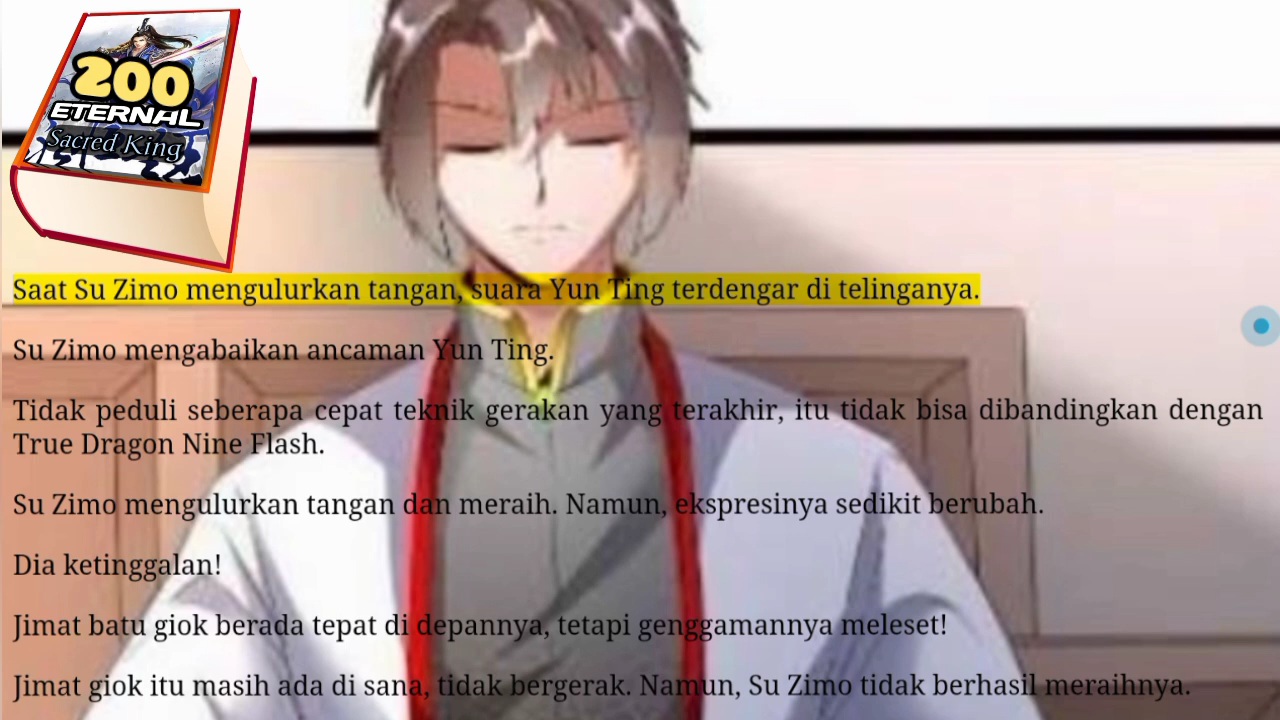 200
ETERNAL
Sacred King
Saat Su Zimo mengulurkan tangan, suara Yun Ting terdengar di telinganya.
Su Zimo mengabaikan ancaman Yun Ting.
Tidak peduli seberapa cepat teknik gerakan yang terakhir, itu tidak bisa dibandingkan dengan
True Dragon Nine Flash.
Su Zimo mengulurkan tangan dan meraih. Namun, ekspresinya sedikit berubah.
Dia ketinggalan!
Jimat batu giok berada tepat di depannya, tetapi genggamannya meleset!
Jimat giok itu masih ada di sana, tidak bergerak. Namun, Su Zimo tidak berhasil meraihnya.